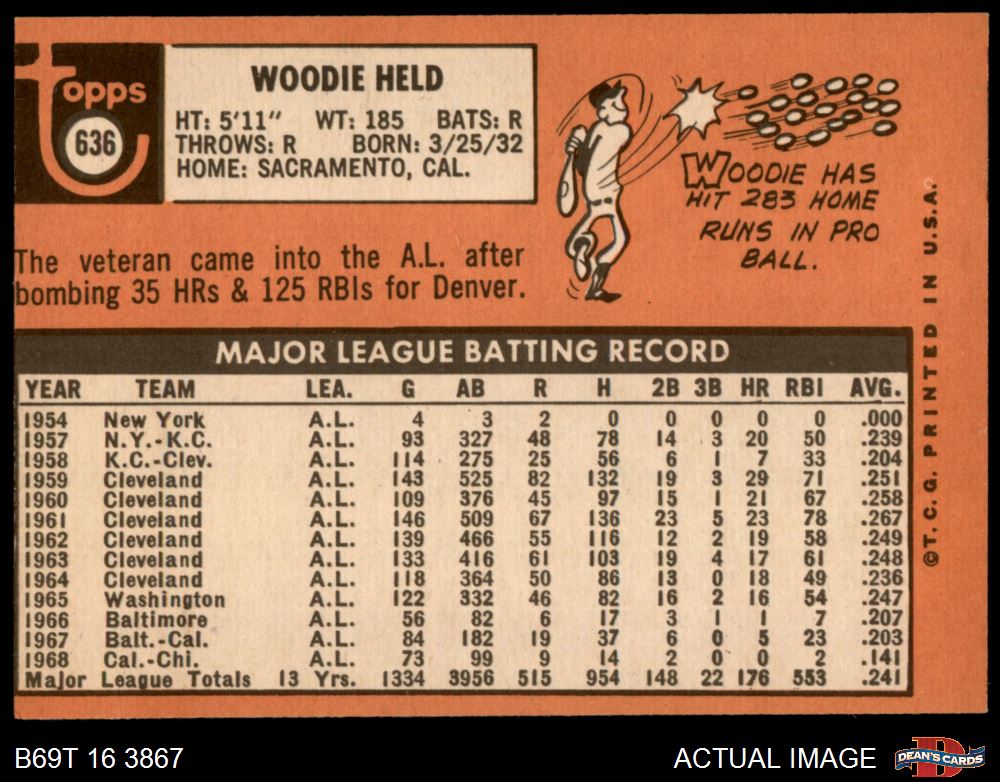 Topps
636
WOODIE HELD
HT: 5'11" WT: 185 BATS: R
THROWS: R BORN: 3/25/32
HOME: SACRAMENTO, CAL.
WOODIE HAS
HIT 283 HOME
RUNS IN PRO
BALL.
The veteran came into the A.L. after
bombing 35 HRs & 125 RBIs for Denver.
MAJOR LEAGUE BATTING RECORD
YEAR TEAM LEA. G AB R H 2B 3B HR RBI AVG.
1954 New York A.L. 4 3 2 0 0 0 0 0 .000
1957 N.Y.-K.C. A.L. 93 327 48 78 14 3 20 50 .239
1958 K.C.-Clev. A.L. 114 275 25 56 6 1 7 33 .204
1959 Cleveland A.L. 143 525 82 132 19 3 29 71 .251
1960 Cleveland A.L. 109 376 45 97 15 1 21 67 .258
1961 Cleveland A.L. 146 509 67 136 23 5 23 78 .267
1962 Cleveland A.L. 139 466 55 116 12 2 19 58 .249
1963 Cleveland A.L. 133 416 61 103 19 4 17 61 .248
1964 Cleveland A.L. 118 364 50 86 13 0 18 49 .236
1965 Washington A.L. 122 332 46 82 16 2 16 54 .247
1966 Baltimore A.L. 56 82 6 17 3 1 1 7 .207
1967 Balt.-Cal. A.L. 84 182 19 37 6 0 5 23 .203
1968 Cal.-Chi. A.L. 73 99 9 14 2 0 0 2 .141
Major League Totals 13 Yrs. 1334 3956 515 954 148 22 176 553 .241
©T.C.G. PRINTED IN U.S.A.
B69T 16 3867
ACTUAL IMAGE
DEAN'S CARDS